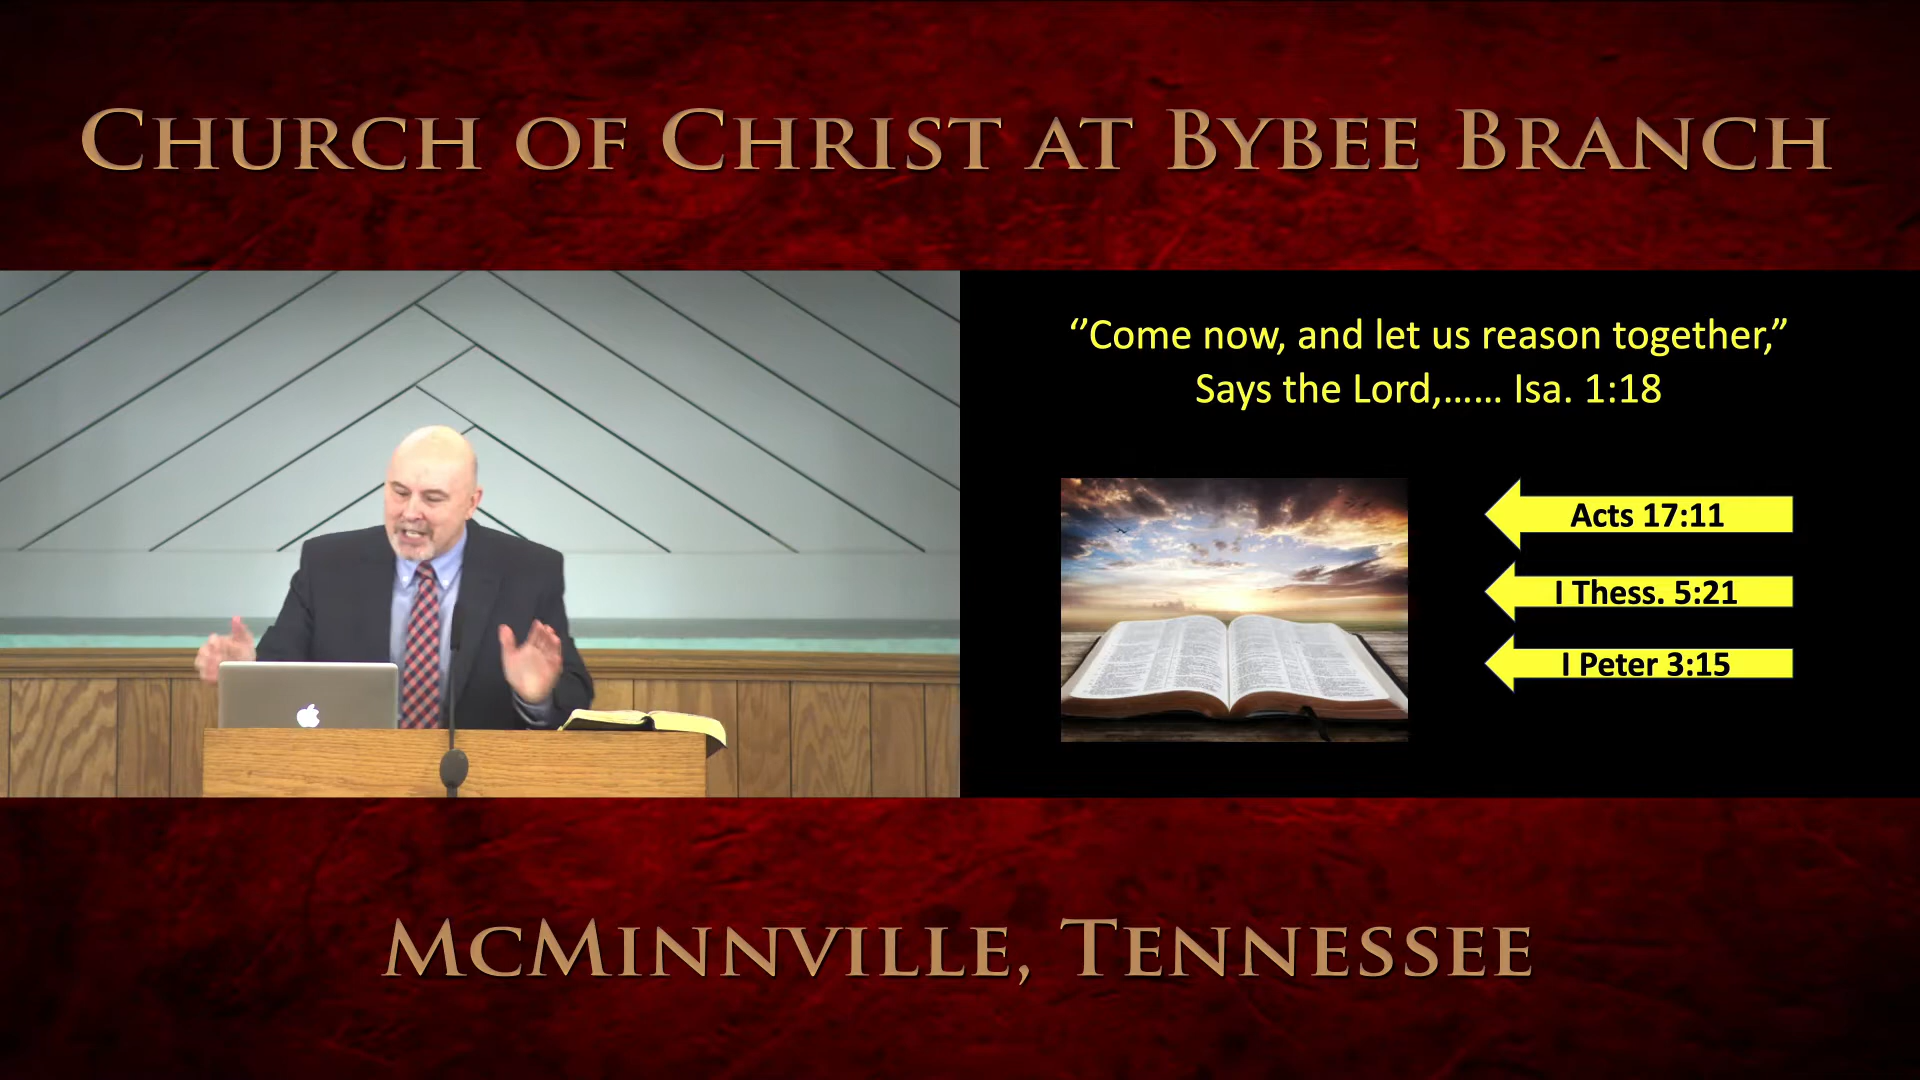 CHURCH OF CHRIST AT BYBEE BRANCH
“Come now, and let us reason together,”
Says the Lord,...... Isa. 1:18
Acts 17:11
I Thess. 5:21
I Peter 3:15
MCMINNVILLE, TENNESSEE